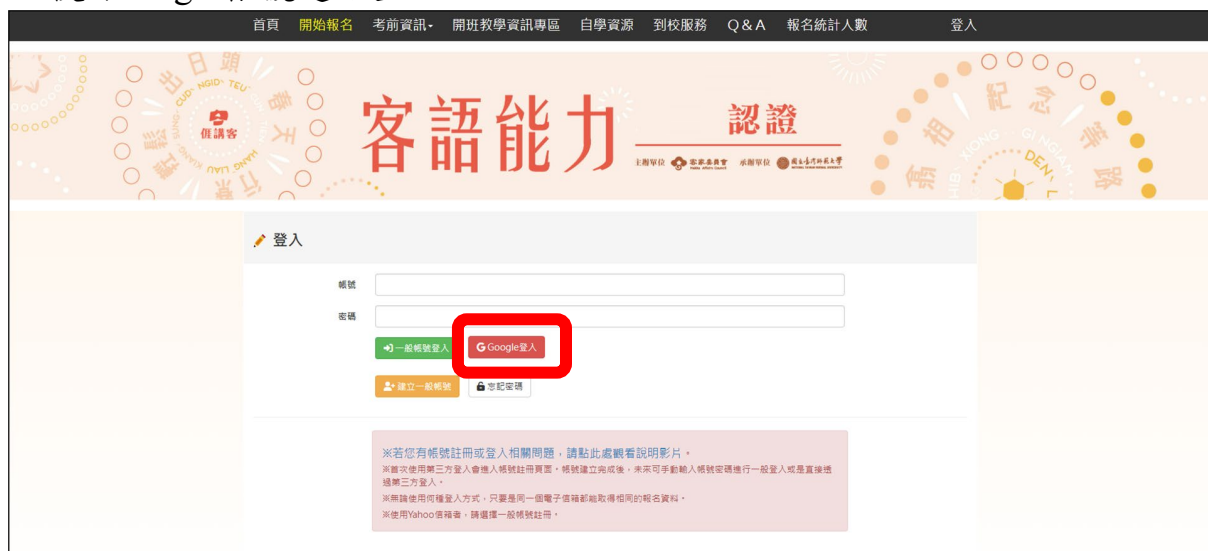 首頁 開始報名 考前資訊 開班教學資訊專區 自學資源 到校服務 Q&A 報名統計人數 登入
客語能力 認證
𠊎講客
主辦單位 客家委員會 承辦單位 國立臺灣師範大學
登入
帳號
密碼
一般帳號登入 Google登入
建立一般帳號 忘記密碼
※若您有帳號註冊或登入相關問題，請點此處觀看說明影片。
※首次使用第三方登入會進入帳號註冊頁面。帳號建立完成後，未來可手動輸入帳號密碼進行一般登入或是直接透
過第三方登入。
※無論使用何種登入方式，只要是同一個電子信箱都能取得相同的報名資料。
※使用Yahoo信箱者，請選擇一般帳號註冊。